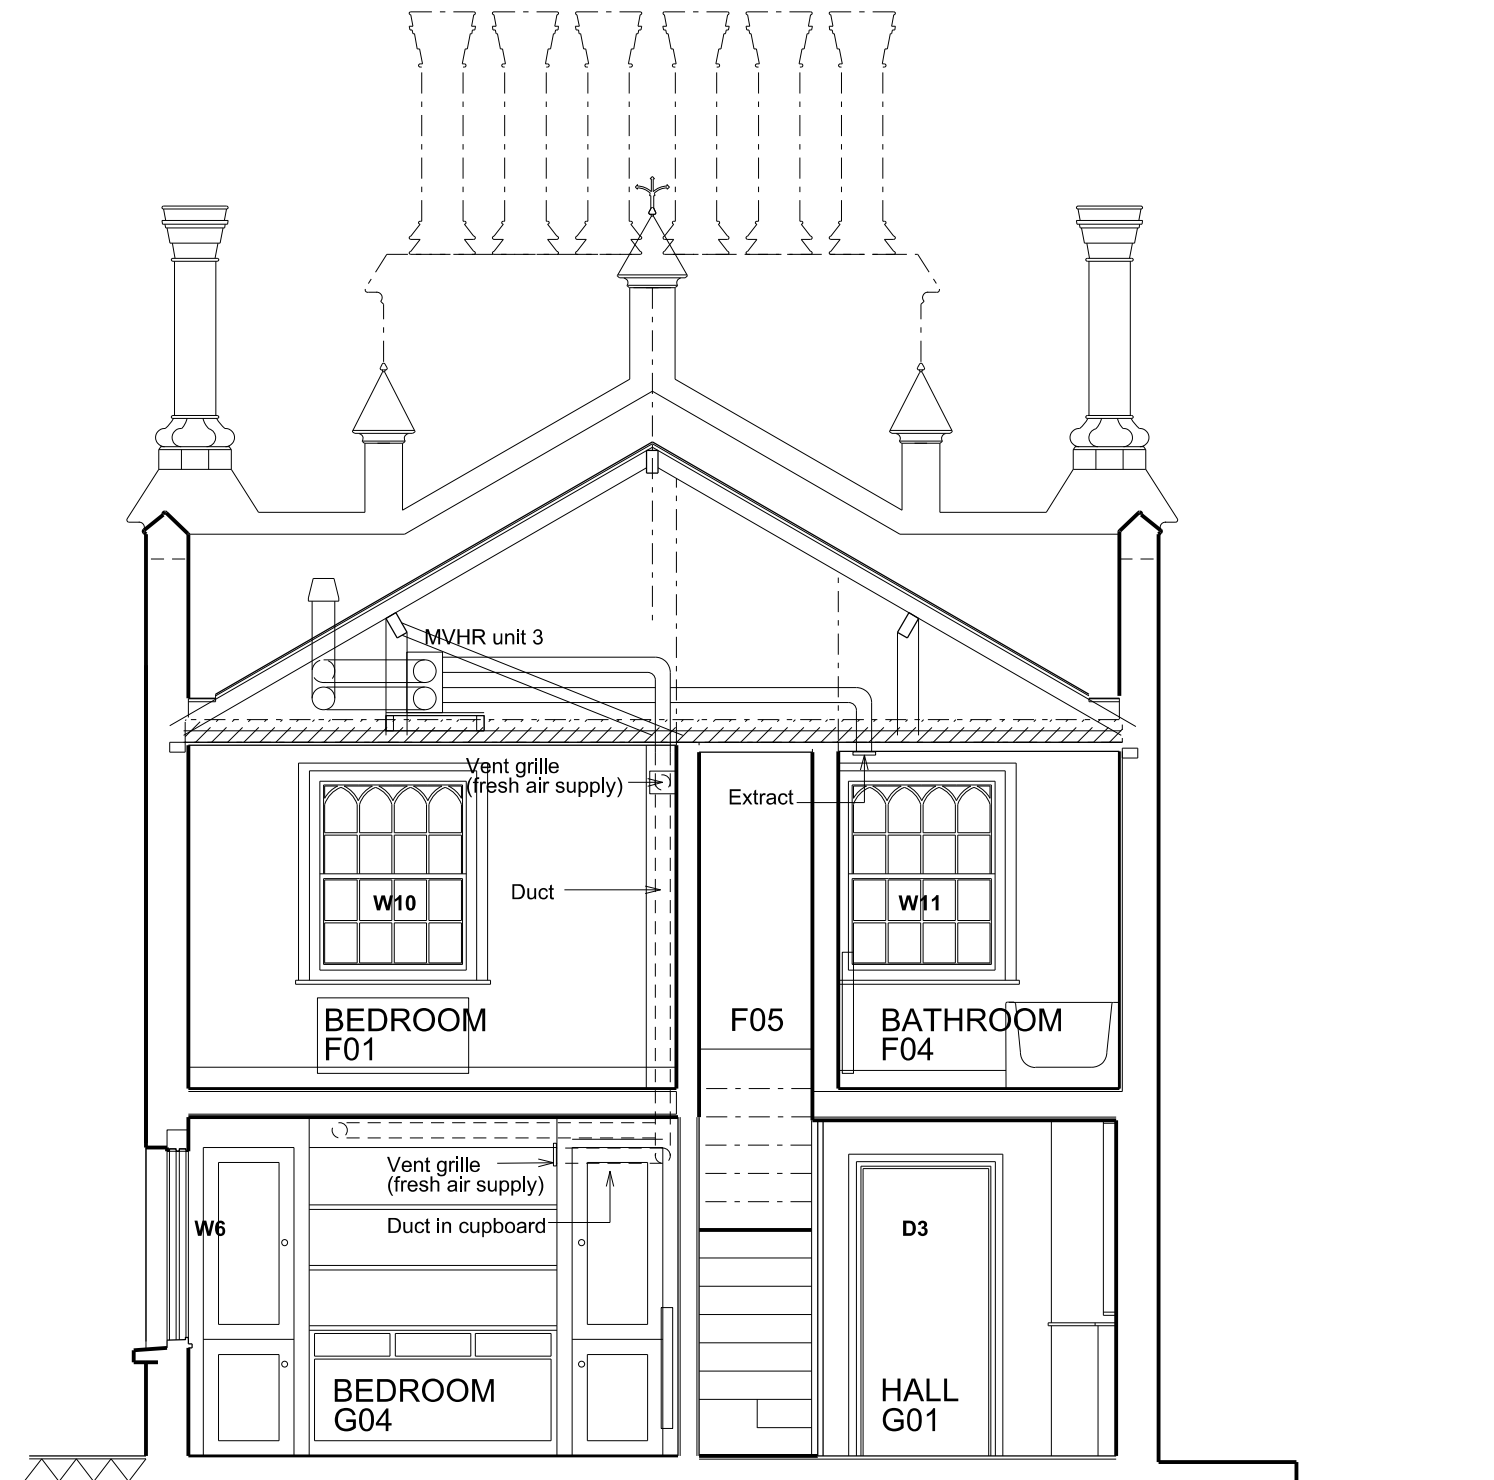 MVHR unit 3
Vent grille
(fresh air supply)
Extract
Duct
W10
W11
BEDROOM
F01
F05
BATHROOM
F04
Vent grille
(fresh air supply)
Duct in cupboard
W6
D3
BEDROOM
G04
HALL
G01